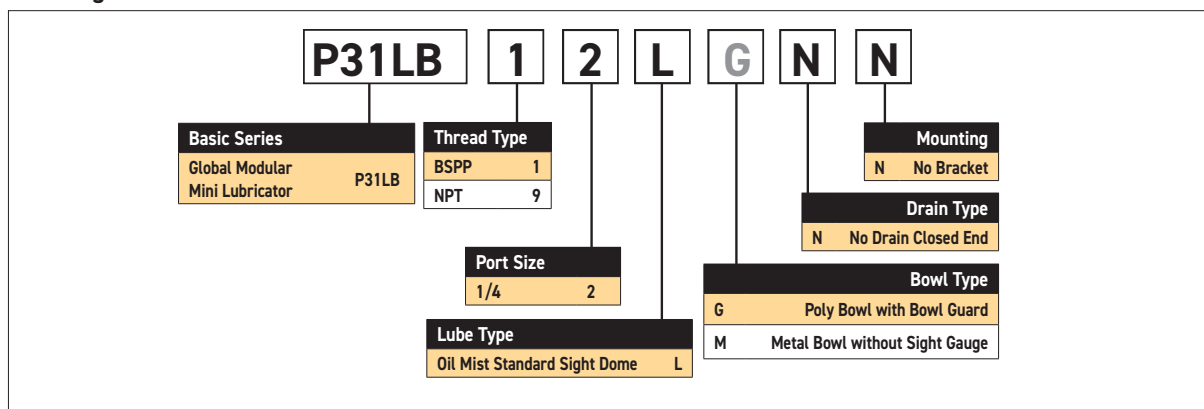 P31LB 1 2 L G N N
Basic Series
Global Modular
Mini Lubricator P31LB
Thread Type
BSPP 1
NPT 9
Mounting
N No Bracket
Drain Type
N No Drain Closed End
Port Size
1/4 2
Bowl Type
G Poly Bowl with Bowl Guard
M Metal Bowl without Sight Gauge
Lube Type
Oil Mist Standard Sight Dome L